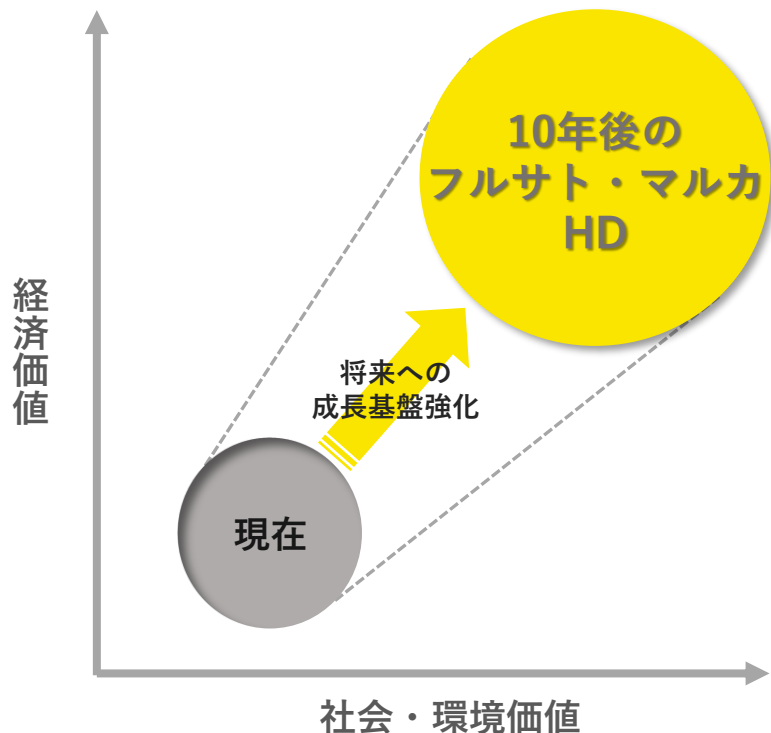 10年後の
フルサト・マルカ
HD
経済価値
将来への
成長基盤強化
現在
社会・環境価値